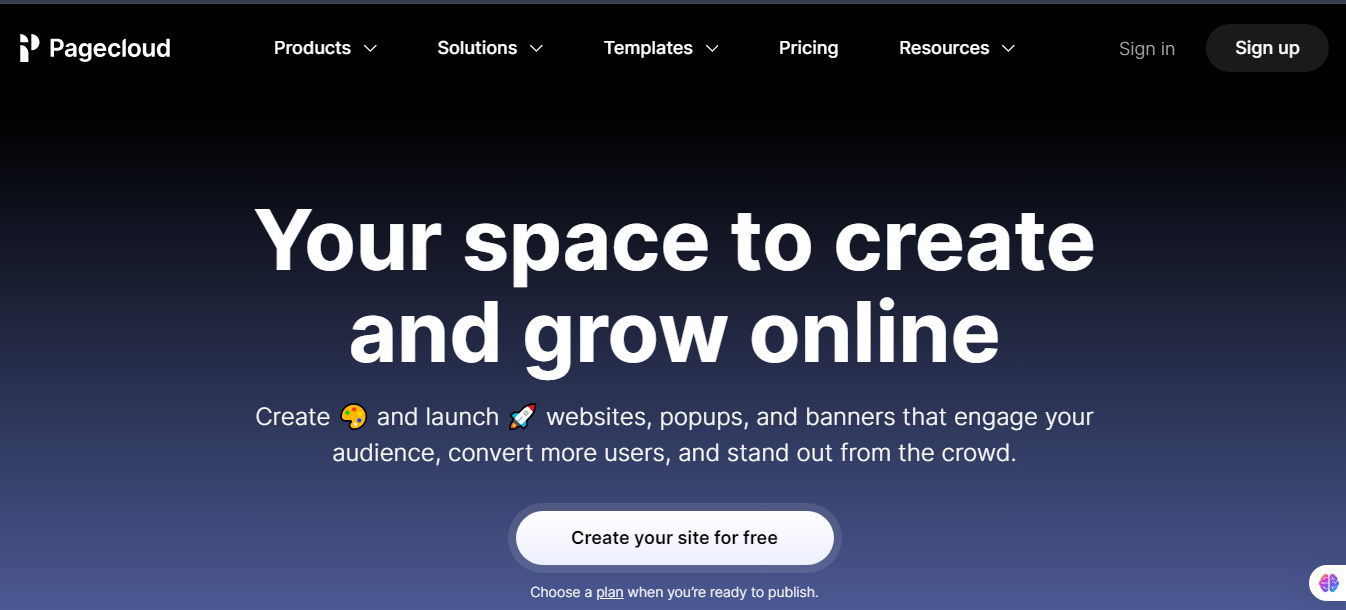 Pagecloud
Products
Solutions
Templates
Pricing
Resources
Sign in
Sign up
Your space to create
and grow online
Create 🎨 and launch 🚀 websites, popups, and banners that engage your
audience, convert more users, and stand out from the crowd.
Create your site for free
Choose a plan when you’re ready to publish.